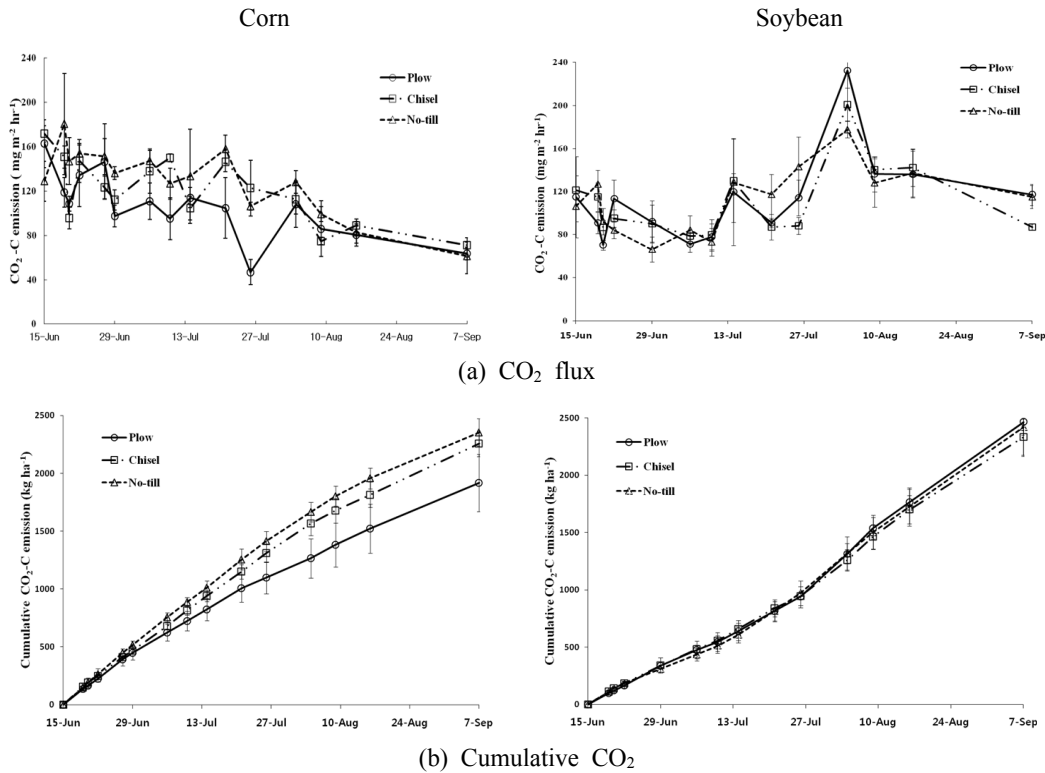 Corn
Soybean
CO₂-C emission ( mg m⁻² hr⁻¹)
240
200
160
120
80
40
0
15-Jun
29-Jun
13-Jul
27-Jul
10-Aug
24-Aug
7-Sep
Plow
Chisel
No-till
CO₂ -C emission (mg m⁻² hr⁻¹)
240
200
160
120
80
40
0
15-Jun
29-Jun
13-Jul
27-Jul
10-Aug
24-Aug
7-Sep
Plow
Chisel
No-till
(a) CO₂ flux
Cumulative CO₂-C emission (kg ha⁻¹)
2500
2000
1500
1000
500
0
15-Jun
29-Jun
13-Jul
27-Jul
10-Aug
24-Aug
7-Sep
Plow
Chisel
No-till
Cumulative CO₂-C emission (kg ha⁻¹)
2500
2000
1500
1000
500
0
15-Jun
29-Jun
13-Jul
27-Jul
10-Aug
24-Aug
7-Sep
Plow
Chisel
No-till
(b) Cumulative CO₂